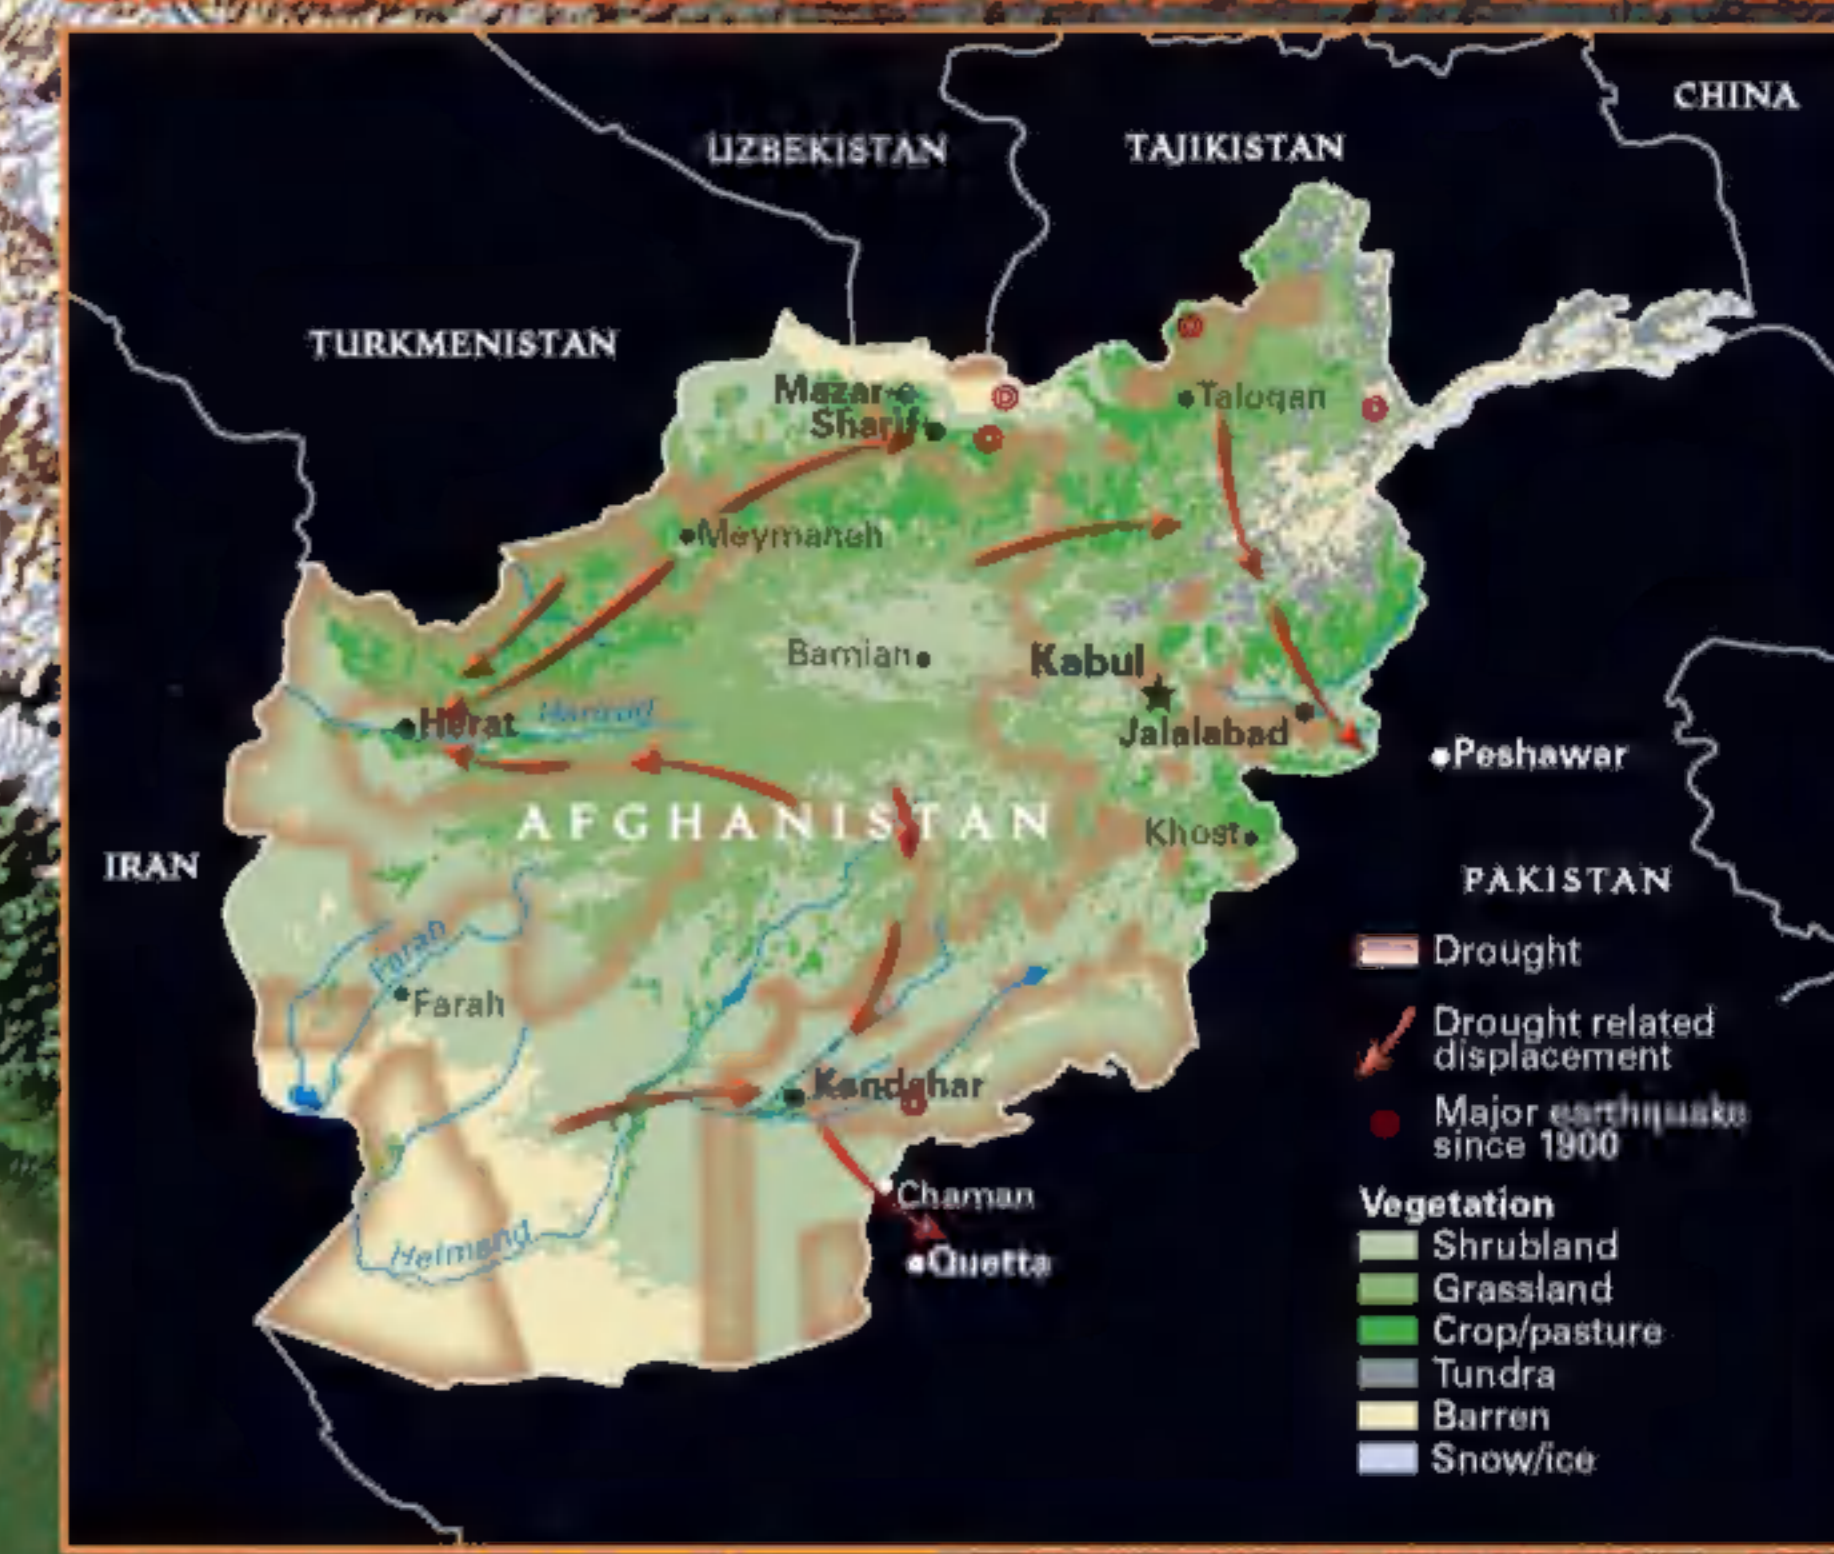 CHINA
UZBEKISTAN
TAJIKISTAN
TURKMENISTAN
Mazar-e
Sharif
Taloqan
Meymaneh
Bamian
Kabul
Herat
Harirud
Jalalabad
Peshawar
AFGHANISTAN
Khost
IRAN
PAKISTAN
Farah
Farah
Drought
Drought related
displacement
Kandahar
Major earthquake
since 1900
Chaman
Vegetation
Helmand
Shrubland
Quetta
Grassland
Crop/pasture
Tundra
Barren
Snow/ice